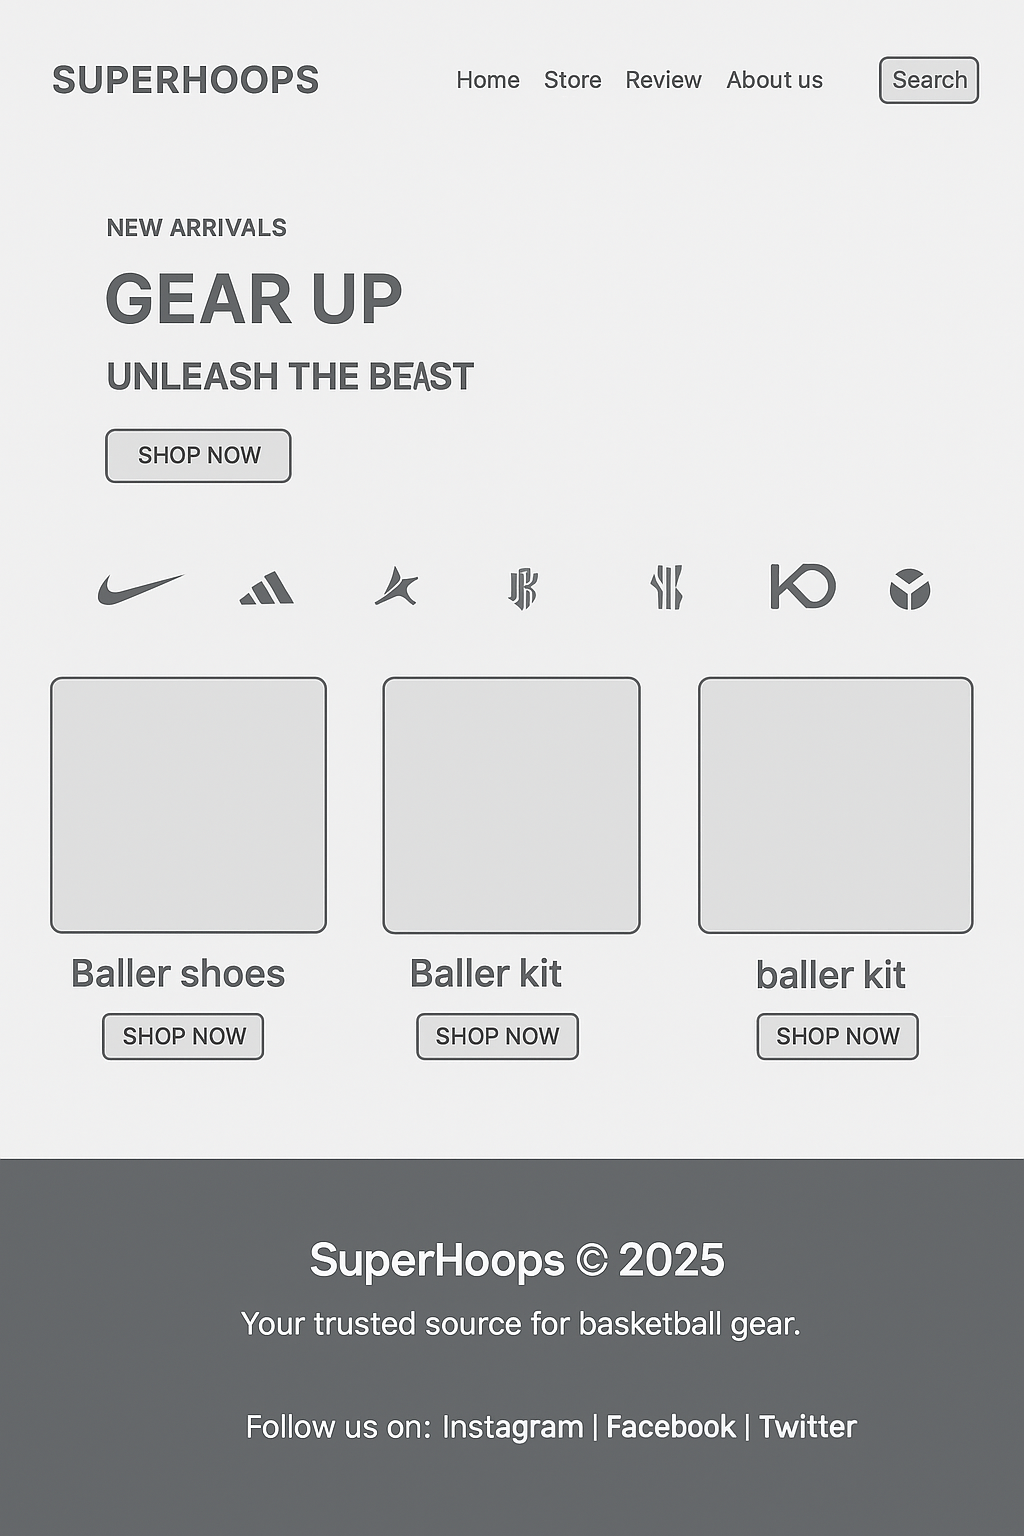 SUPERHOOPS Home Store Review About us Search
NEW ARRIVALS
GEAR UP
UNLEASH THE BEAST
SHOP NOW
Baller shoes Baller kit baller kit
SHOP NOW SHOP NOW SHOP NOW
SuperHoops © 2025
Your trusted source for basketball gear.
Follow us on: Instagram | Facebook | Twitter